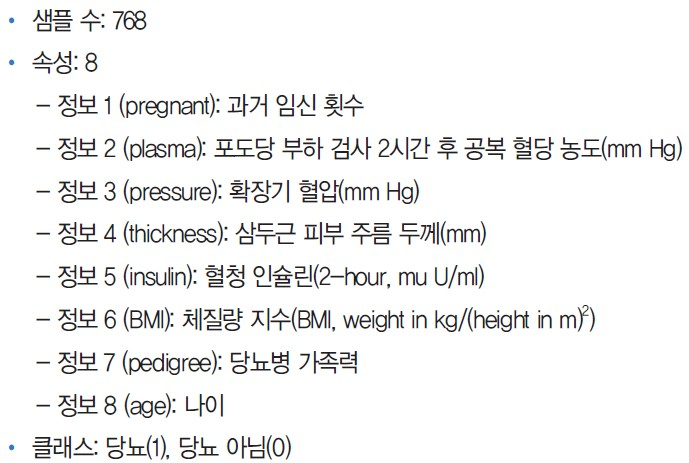 • 샘플 수: 768
• 속성: 8
– 정보 1 (pregnant): 과거 임신 횟수
– 정보 2 (plasma): 포도당 부하 검사 2시간 후 공복 혈당 농도(mm Hg)
– 정보 3 (pressure): 확장기 혈압(mm Hg)
– 정보 4 (thickness): 삼두근 피부 주름 두께(mm)
– 정보 5 (insulin): 혈청 인슐린(2-hour, mu U/ml)
– 정보 6 (BMI): 체질량 지수(BMI, weight in kg/(height in m)²)
– 정보 7 (pedigree): 당뇨병 가족력
– 정보 8 (age): 나이
• 클래스: 당뇨(1), 당뇨 아님(0)